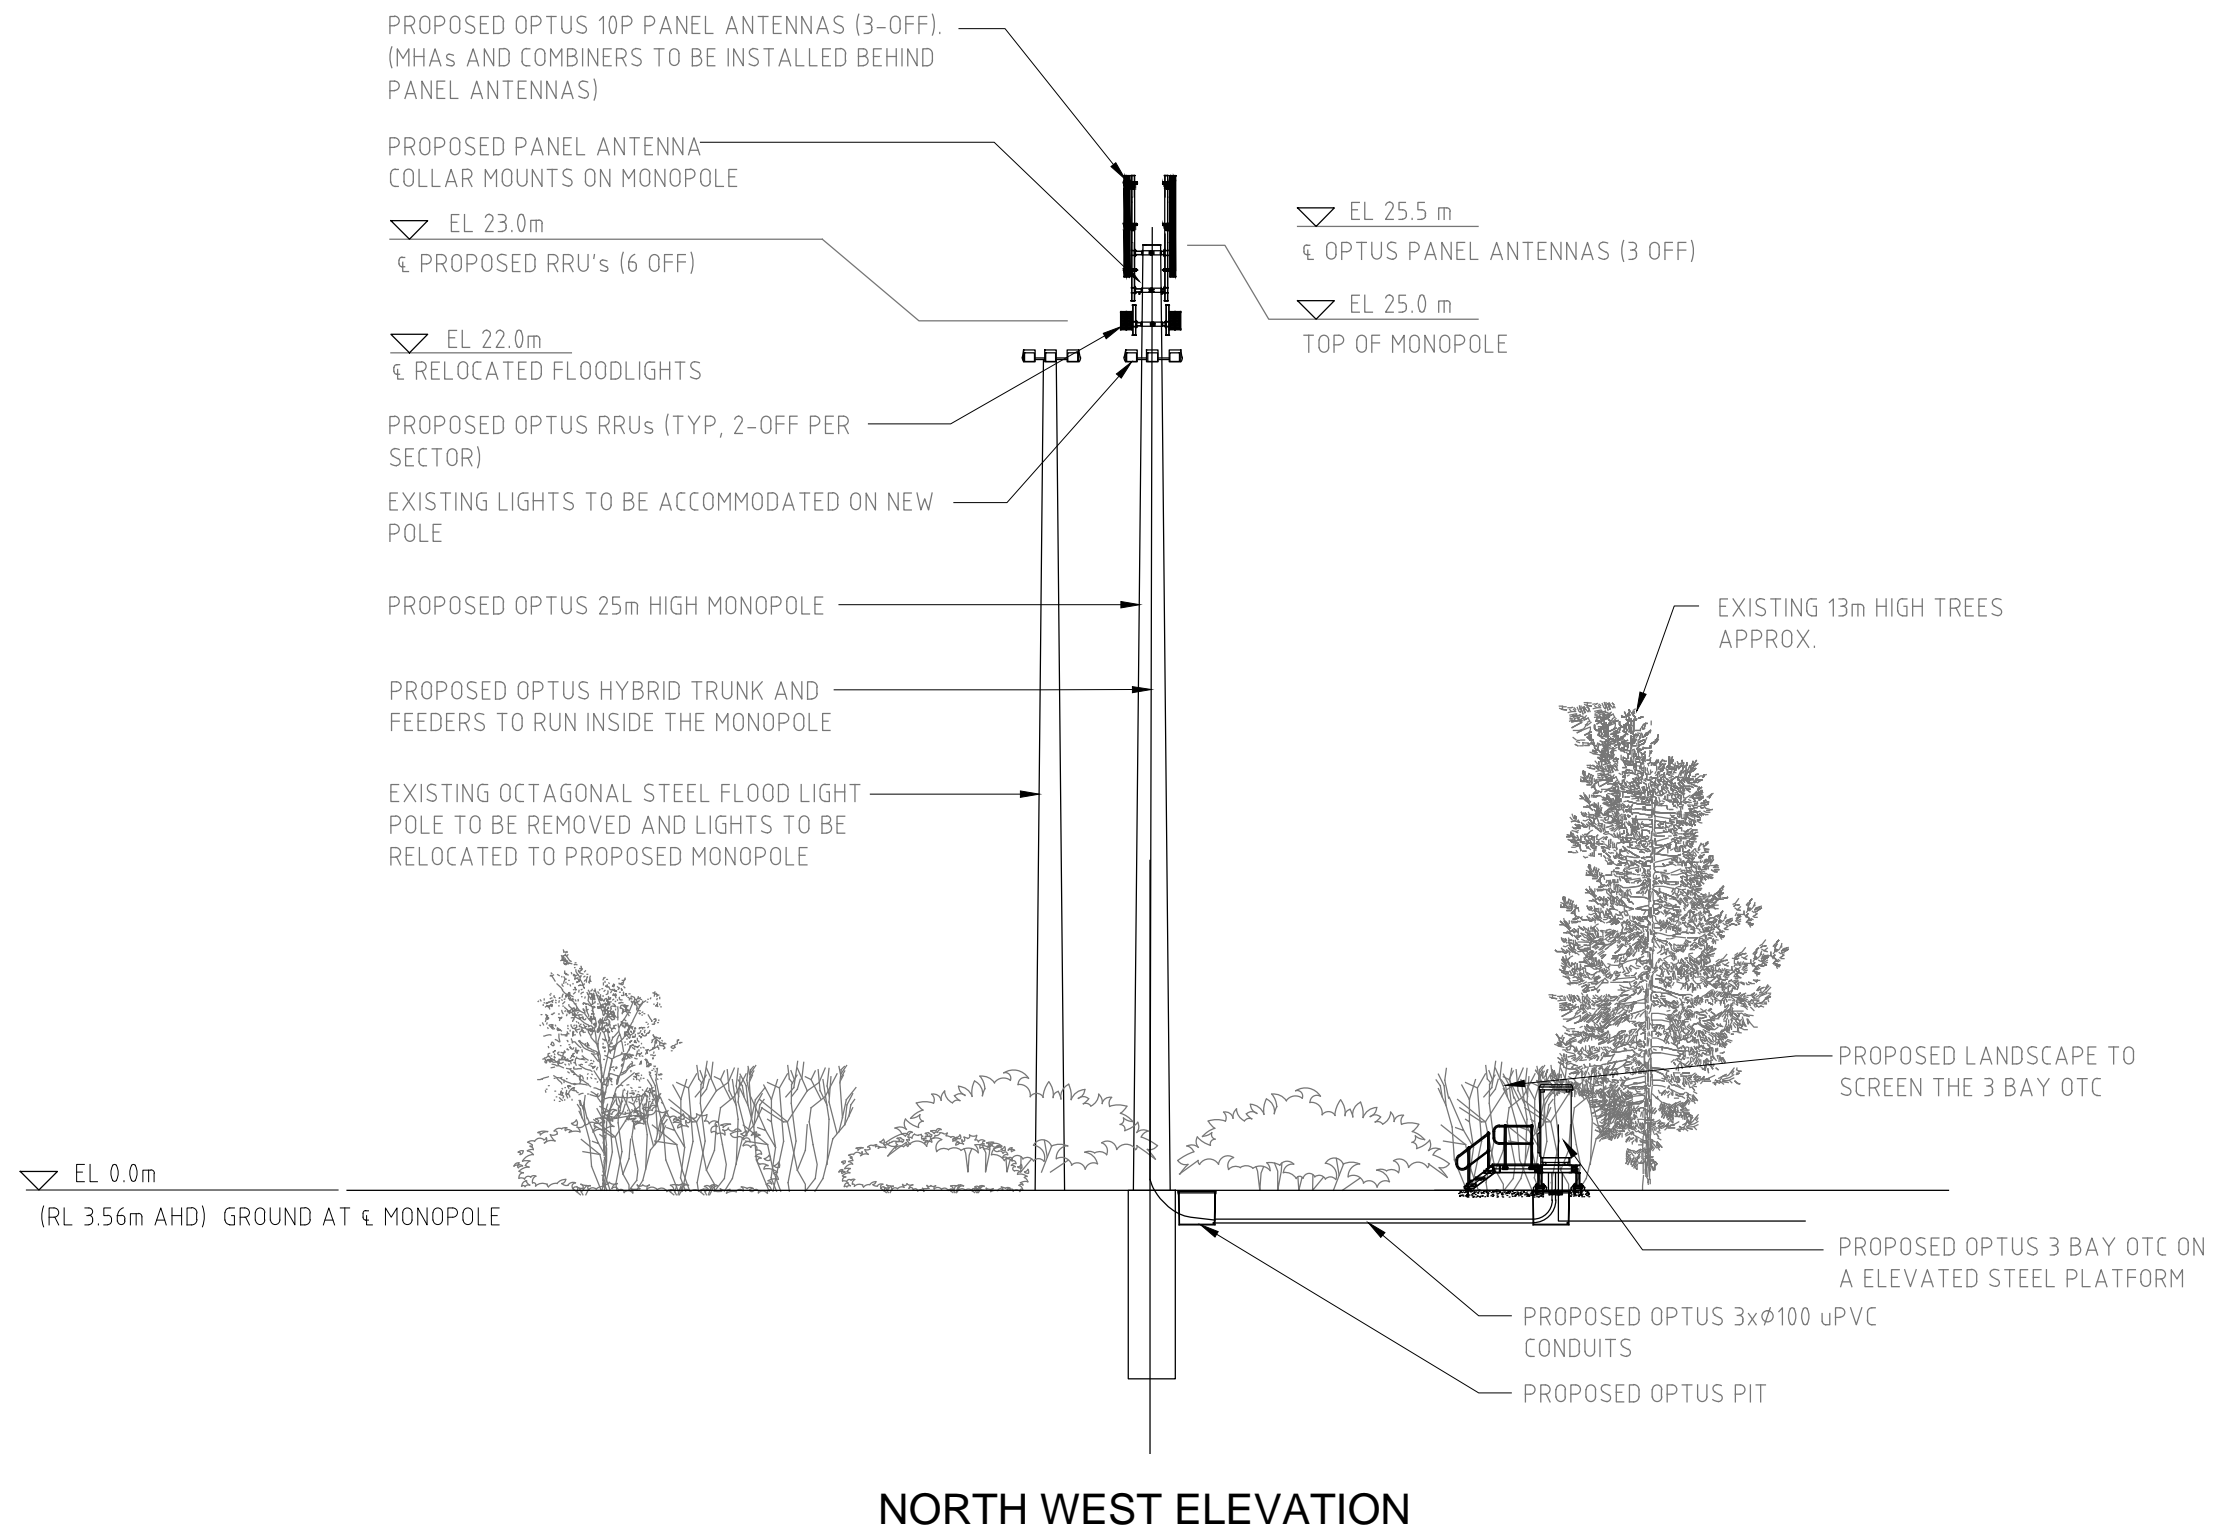 PROPOSED OPTUS 10P PANEL ANTENNAS (3-OFF).
(MHAs AND COMBINERS TO BE INSTALLED BEHIND
PANEL ANTENNAS)
PROPOSED PANEL ANTENNA
COLLAR MOUNTS ON MONOPOLE
EL 23.0m
℄ PROPOSED RRU's (6 OFF)
EL 22.0m
℄ RELOCATED FLOODLIGHTS
PROPOSED OPTUS RRUs (TYP, 2-OFF PER
SECTOR)
EXISTING LIGHTS TO BE ACCOMMODATED ON NEW
POLE
PROPOSED OPTUS 25m HIGH MONOPOLE
PROPOSED OPTUS HYBRID TRUNK AND
FEEDERS TO RUN INSIDE THE MONOPOLE
EXISTING OCTAGONAL STEEL FLOOD LIGHT
POLE TO BE REMOVED AND LIGHTS TO BE
RELOCATED TO PROPOSED MONOPOLE
EL 25.5 m
℄ OPTUS PANEL ANTENNAS (3 OFF)
EL 25.0 m
TOP OF MONOPOLE
EXISTING 13m HIGH TREES
APPROX.
PROPOSED LANDSCAPE TO
SCREEN THE 3 BAY OTC
EL 0.0m
(RL 3.56m AHD) GROUND AT ℄ MONOPOLE
PROPOSED OPTUS 3 BAY OTC ON
A ELEVATED STEEL PLATFORM
PROPOSED OPTUS 3xø100 uPVC
CONDUITS
PROPOSED OPTUS PIT
NORTH WEST ELEVATION